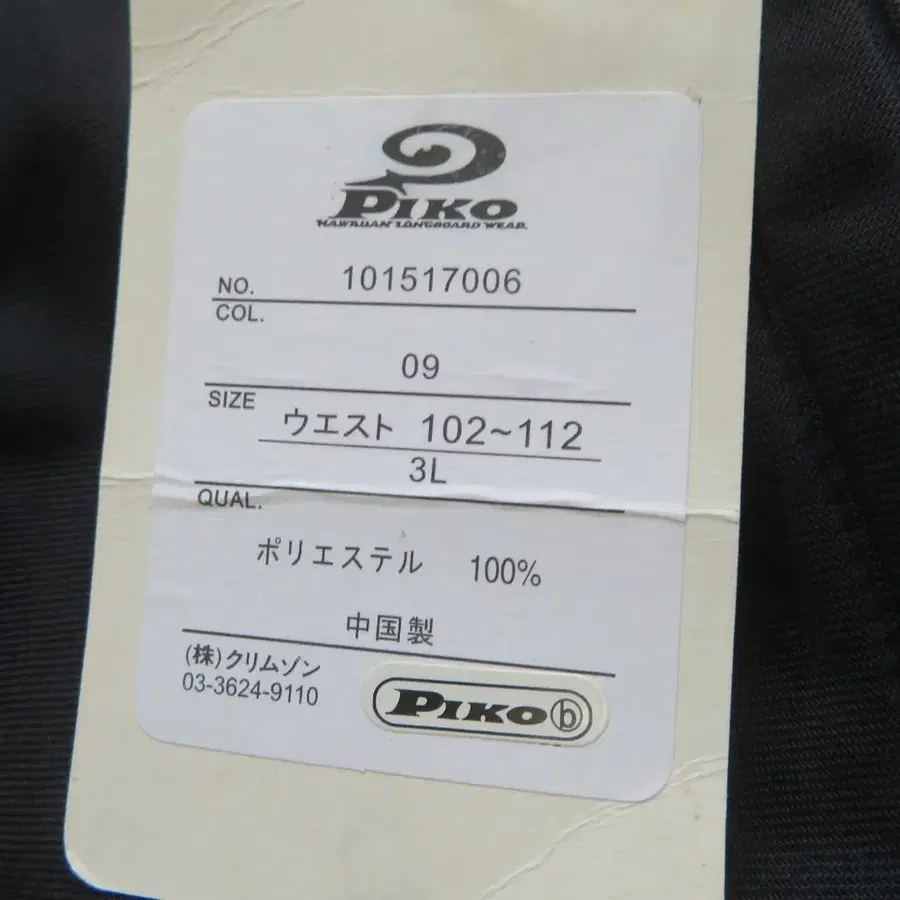 PIKO
HAWAIIAN LONGBOARD WEAR.
NO. 101517006
COL.
09
SIZE
ウエスト 102~112
3L
QUAL.
ポリエステル 100%
中国製
(株)クリムゾン
03-3624-9110
PIKO b